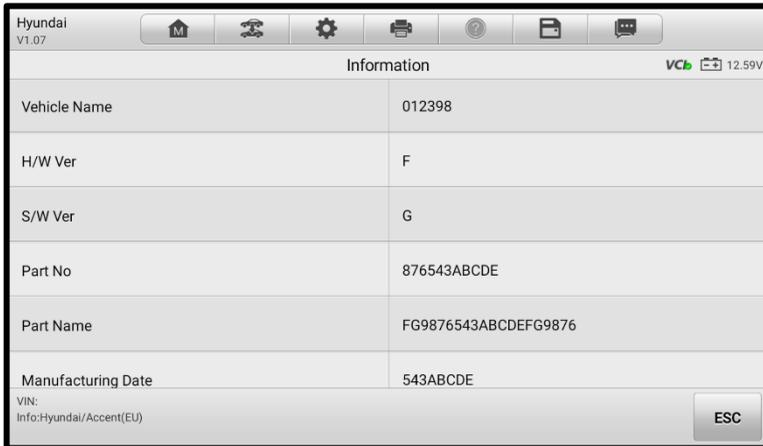 Hyundai
V1.07
M
Information
VCI
12.59V
Vehicle Name 012398
H/W Ver F
S/W Ver G
Part No 876543ABCDE
Part Name FG9876543ABCDEFG9876
Manufacturing Date 543ABCDE
VIN:
Info:Hyundai/Accent(EU)
ESC